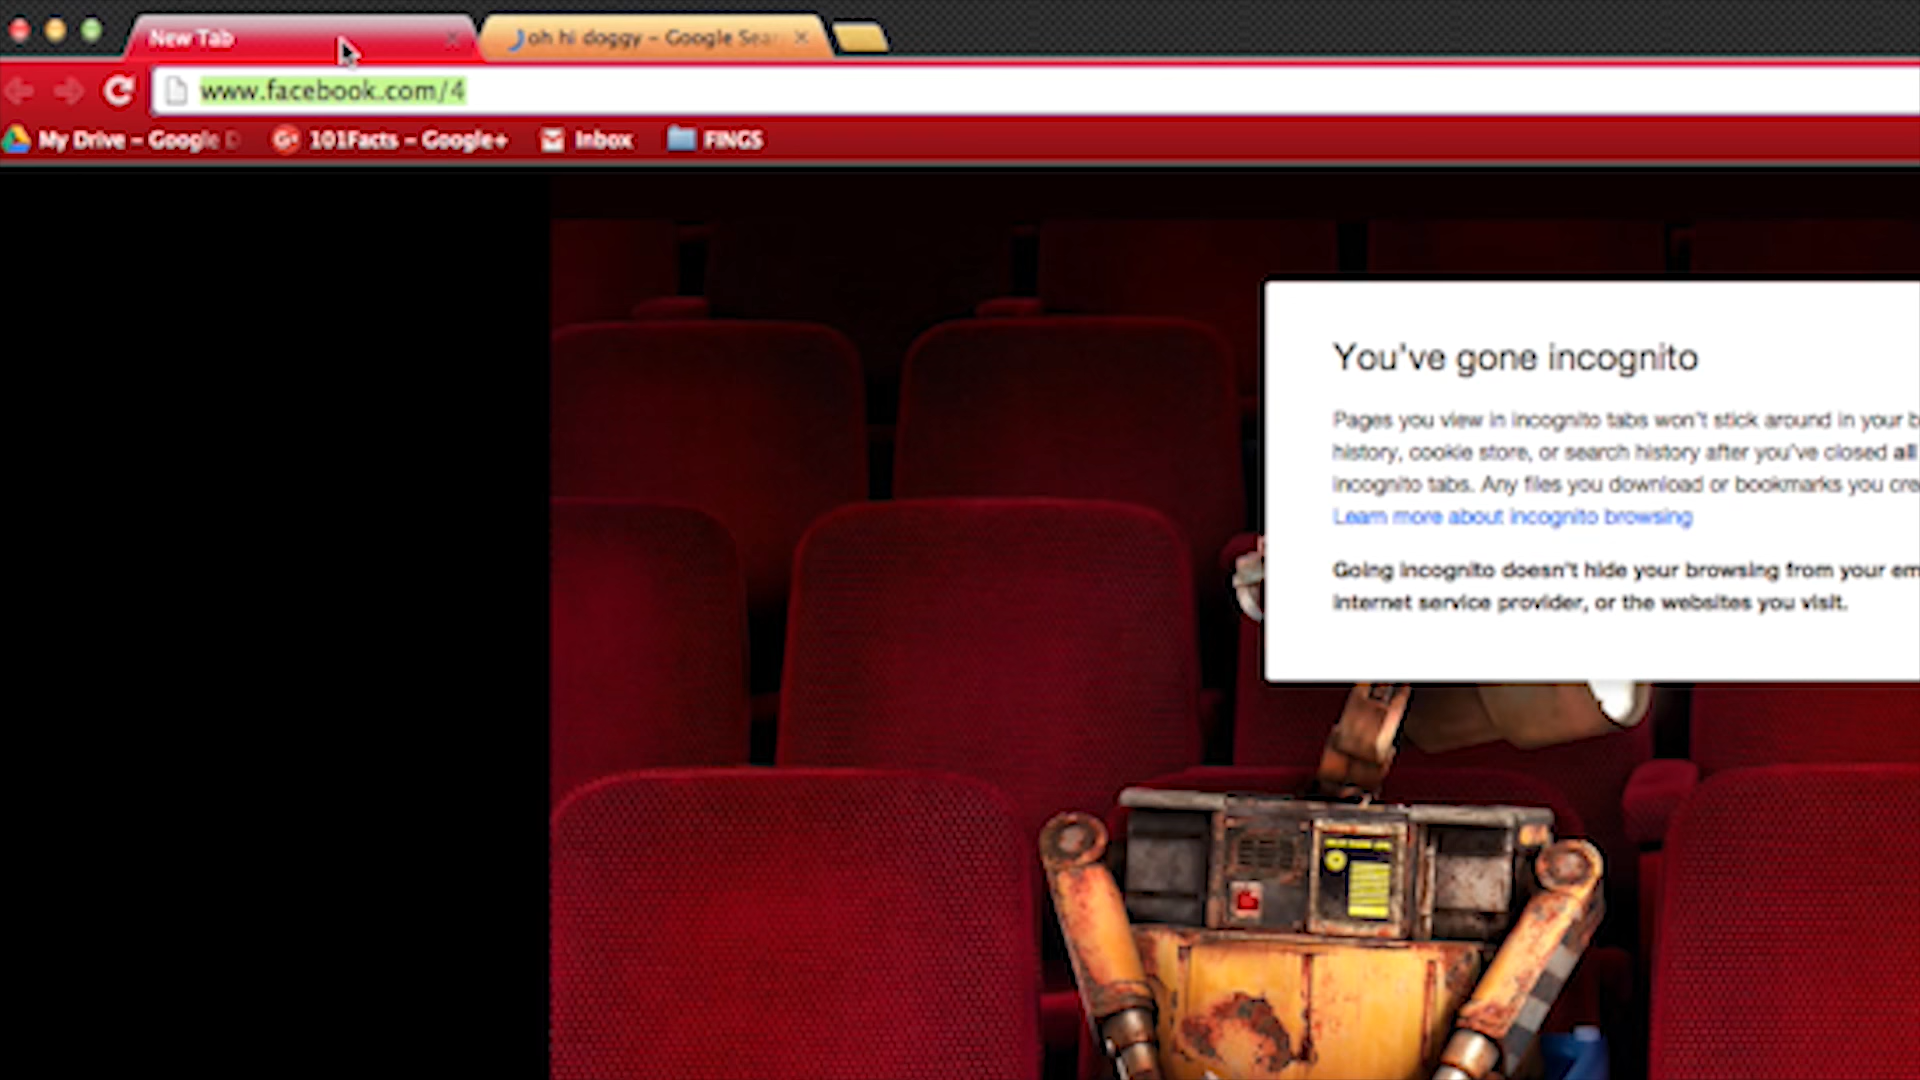 New Tab
oh hi doggy – Google Sear
www.facebook.com/4
My Drive – Google D
101Facts – Google+
Inbox
FINGS
You've gone incognito
Pages you view in incognito tabs won't stick around in your b
history, cookie store, or search history after you've closed all
incognito tabs. Any files you download or bookmarks you cre
Learn more about incognito browsing
Going incognito doesn't hide your browsing from your em
internet service provider, or the websites you visit.